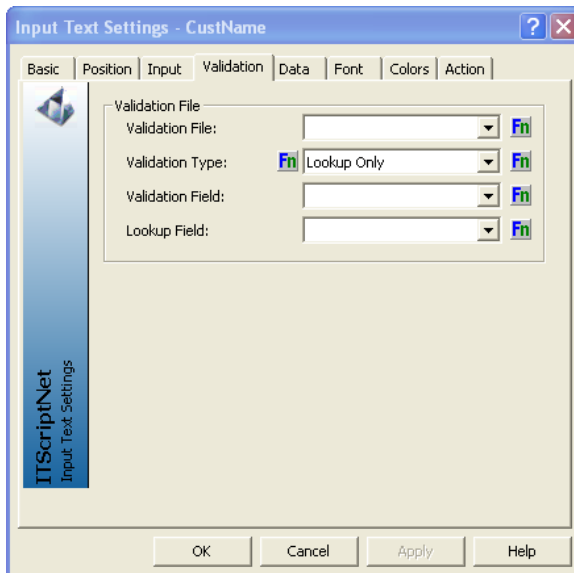 Input Text Settings - CustName
Basic Position Input Validation Data Font Colors Action
Validation File
Validation File: Fn
Validation Type: Fn Lookup Only Fn
Validation Field: Fn
Lookup Field: Fn
ITScriptNet
Input Text Settings
OK Cancel Apply Help